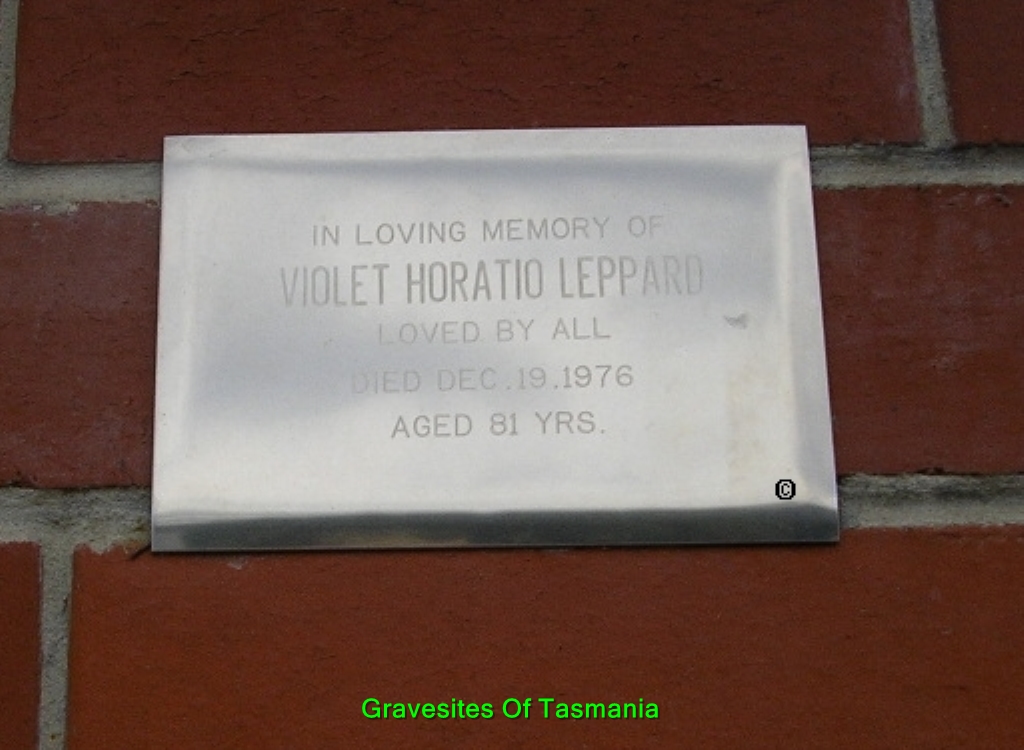 IN LOVING MEMORY OF
VIOLET HORATIO LEPPARD
LOVED BY ALL
DIED DEC.19.1976
AGED 81 YRS.
©
Gravesites Of Tasmania